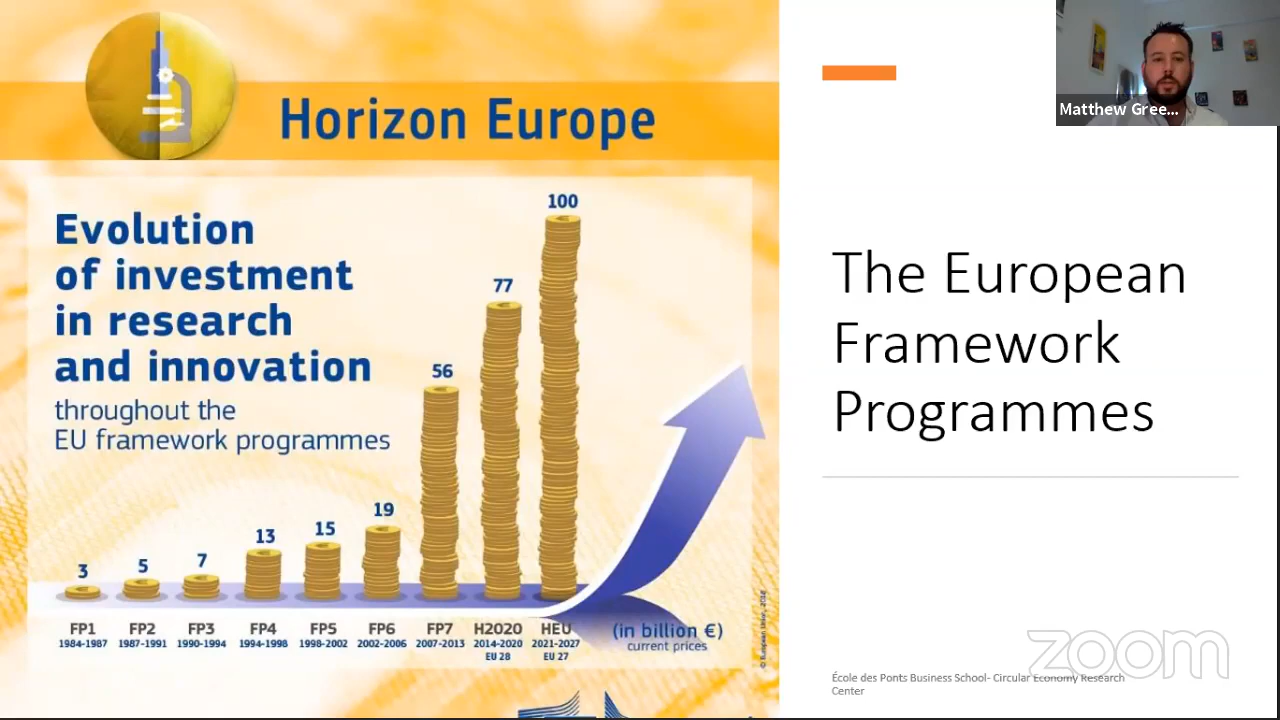 Horizon Europe
Evolution
of investment
in research
and innovation
throughout the
EU framework programmes
3
5
7
13
15
19
56
77
100
FP1
1984-1987
FP2
1987-1991
FP3
1990-1994
FP4
1994-1998
FP5
1998-2002
FP6
2002-2006
FP7
2007-2013
H2020
2014-2020
EU 28
HEU
2021-2027
EU 27
(in billion €)
current prices
© European Union, 2018
Matthew Gree...
The European
Framework
Programmes
École des Ponts Business School- Circular Economy Research
Center
zoom